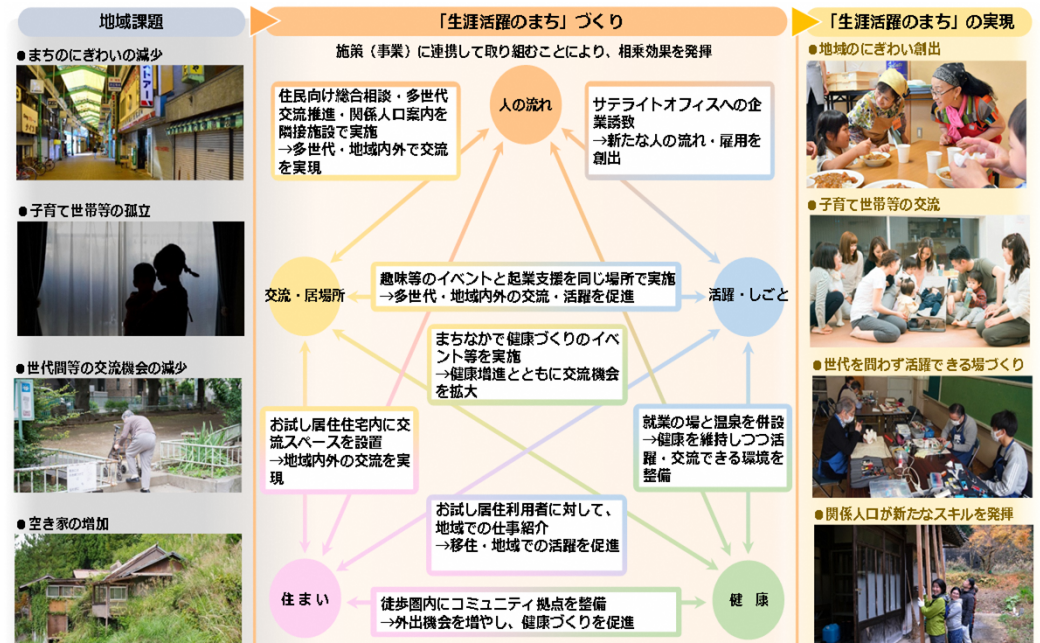 地域課題
「生涯活躍のまち」づくり
「生涯活躍のまち」の実現
●まちのにぎわいの減少
●子育て世帯等の孤立
●世代間等の交流機会の減少
●空き家の増加
施策（事業）に連携して取り組むことにより、相乗効果を発揮
人の流れ
住民向け総合相談・多世代
交流推進・関係人口案内を
隣接施設で実施
→多世代・地域内外で交流
を実現
サテライトオフィスへの企
業誘致
→新たな人の流れ・雇用を
創出
交流・居場所
趣味等のイベントと起業支援を同じ場所で実施
→多世代・地域内外の交流・活躍を促進
活躍・しごと
まちなかで健康づくりのイベ
ント等を実施
→健康増進とともに交流機会
を拡大
お試し居住住宅内に交
流スペースを設置
→地域内外の交流を実
現
就業の場と温泉を併設
→健康を維持しつつ活
躍・交流できる環境を
整備
お試し居住利用者に対して、
地域での仕事紹介
→移住・地域での活躍を促進
住まい
徒歩圏内にコミュニティ拠点を整備
→外出機会を増やし、健康づくりを促進
健 康
●地域のにぎわい創出
●子育て世帯等の交流
●世代を問わず活躍できる場づくり
●関係人口が新たなスキルを発揮